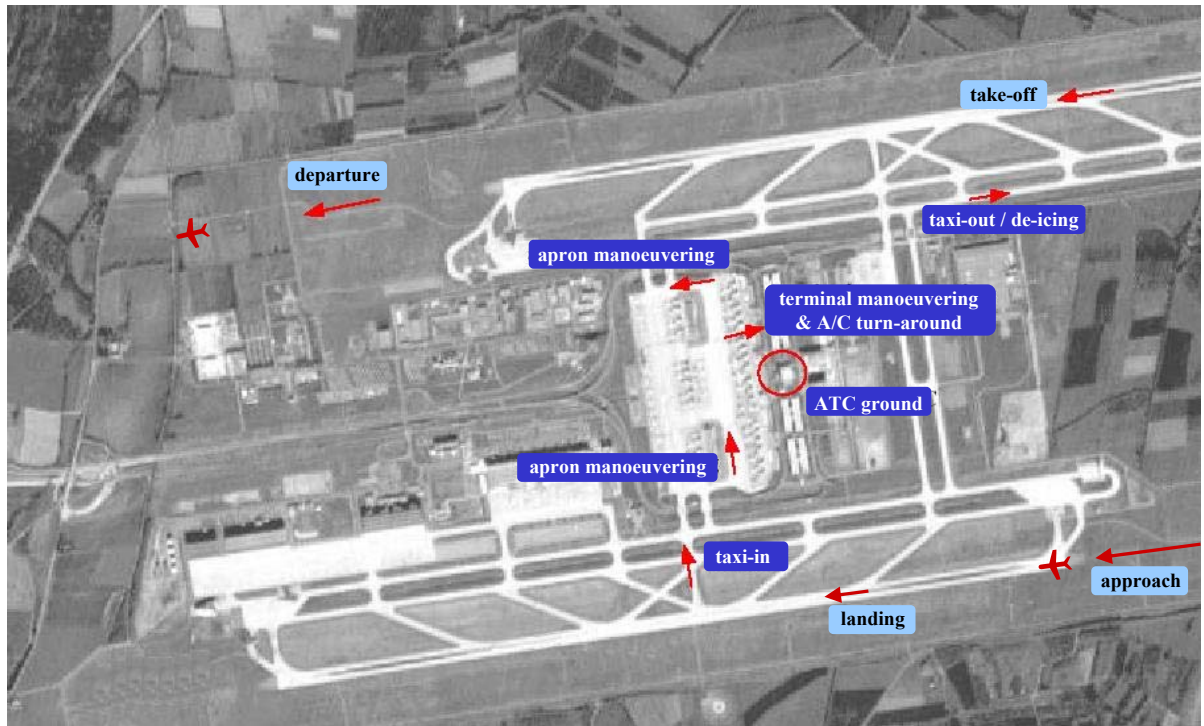 take-off
departure
taxi-out / de-icing
apron manoeuvering
terminal manoeuvering
& A/C turn-around
ATC ground
apron manoeuvering
taxi-in
approach
landing